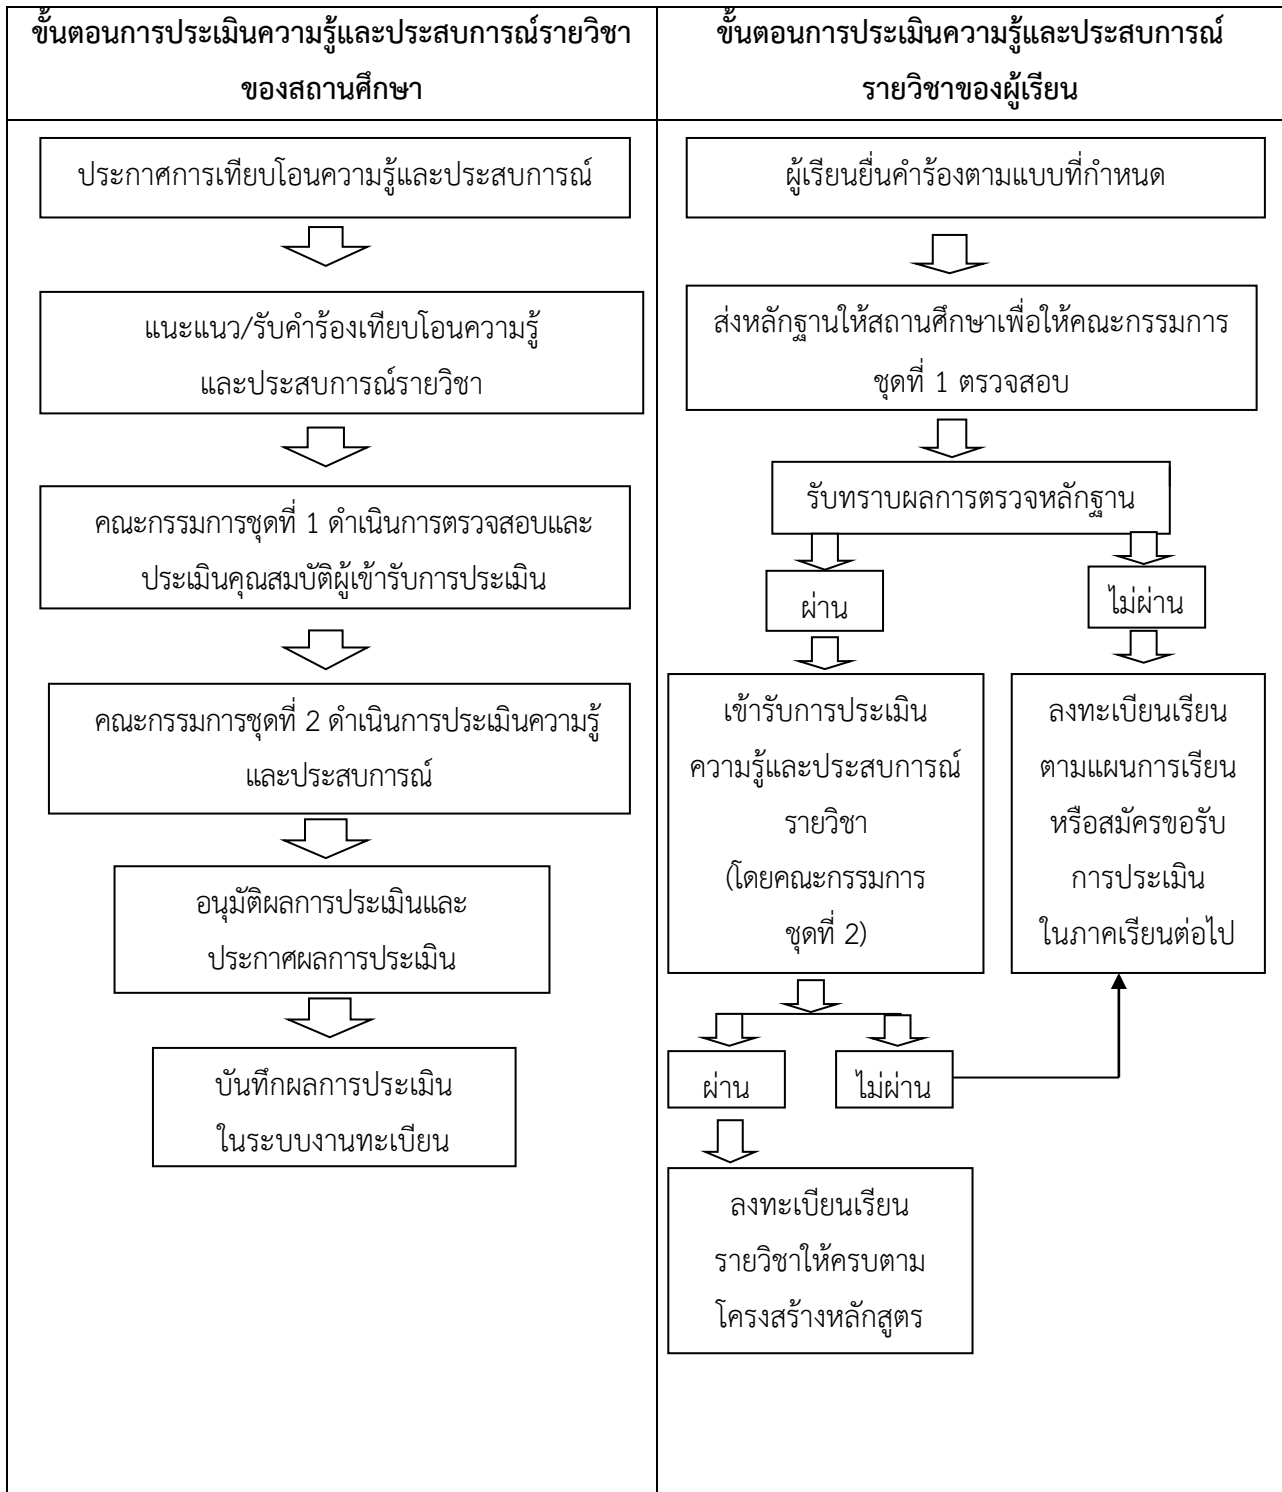 ขั้นตอนการประเมินความรู้และประสบการณ์รายวิชา
ของสถานศึกษา
ประกาศการเทียบโอนความรู้และประสบการณ์
แนะแนว/รับคำร้องเทียบโอนความรู้
และประสบการณ์รายวิชา
คณะกรรมการชุดที่ 1 ดำเนินการตรวจสอบและ
ประเมินคุณสมบัติผู้เข้ารับการประเมิน
คณะกรรมการชุดที่ 2 ดำเนินการประเมินความรู้
และประสบการณ์
อนุมัติผลการประเมินและ
ประกาศผลการประเมิน
บันทึกผลการประเมิน
ในระบบงานทะเบียน
ขั้นตอนการประเมินความรู้และประสบการณ์
รายวิชาของผู้เรียน
ผู้เรียนยื่นคำร้องตามแบบที่กำหนด
ส่งหลักฐานให้สถานศึกษาเพื่อให้คณะกรรมการ
ชุดที่ 1 ตรวจสอบ
รับทราบผลการตรวจหลักฐาน
ผ่าน
ไม่ผ่าน
เข้ารับการประเมิน
ความรู้และประสบการณ์
รายวิชา
(โดยคณะกรรมการ
ชุดที่ 2)
ลงทะเบียนเรียน
ตามแผนการเรียน
หรือสมัครขอรับ
การประเมิน
ในภาคเรียนต่อไป
ผ่าน
ไม่ผ่าน
ลงทะเบียนเรียน
รายวิชาให้ครบตาม
โครงสร้างหลักสูตร